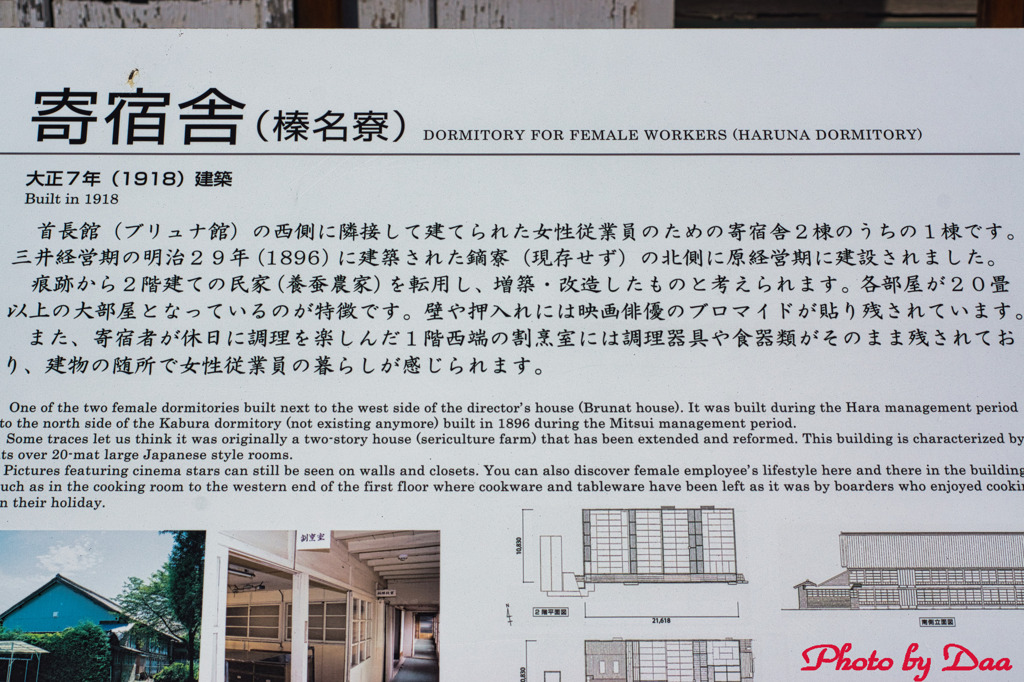 寄宿舎（榛名寮） DORMITORY FOR FEMALE WORKERS (HARUNA DORMITORY)
大正７年（1918）建築
Built in 1918
首長館（ブリュナ館）の西側に隣接して建てられた女性従業員のための寄宿舎２棟のうちの１棟です。
三井経営期の明治２９年（1896）に建築された鏑寮（現存せず）の北側に原経営期に建設されました。
痕跡から２階建ての民家（養蚕農家）を転用し、増築・改造したものと考えられます。各部屋が２０畳
以上の大部屋となっているのが特徴です。壁や押入れには映画俳優のブロマイドが貼り残されています。
また、寄宿者が休日に調理を楽しんだ１階西端の割烹室には調理器具や食器類がそのまま残されてお
り、建物の随所で女性従業員の暮らしが感じられます。
One of the two female dormitories built next to the west side of the director's house (Brunat house). It was built during the Hara management period
to the north side of the Kabura dormitory (not existing anymore) built in 1896 during the Mitsui management period.
Some traces let us think it was originally a two-story house (sericulture farm) that has been extended and reformed. This building is characterized by
ts over 20-mat large Japanese style rooms.
Pictures featuring cinema stars can still be seen on walls and closets. You can also discover female employee's lifestyle here and there in the building
uch as in the cooking room to the western end of the first floor where cookware and tableware have been left as it was by boarders who enjoyed cooki
n their holiday.
割烹室
10,830
２階平面図
21,618
南側立面図
10,830
Photo by Daa